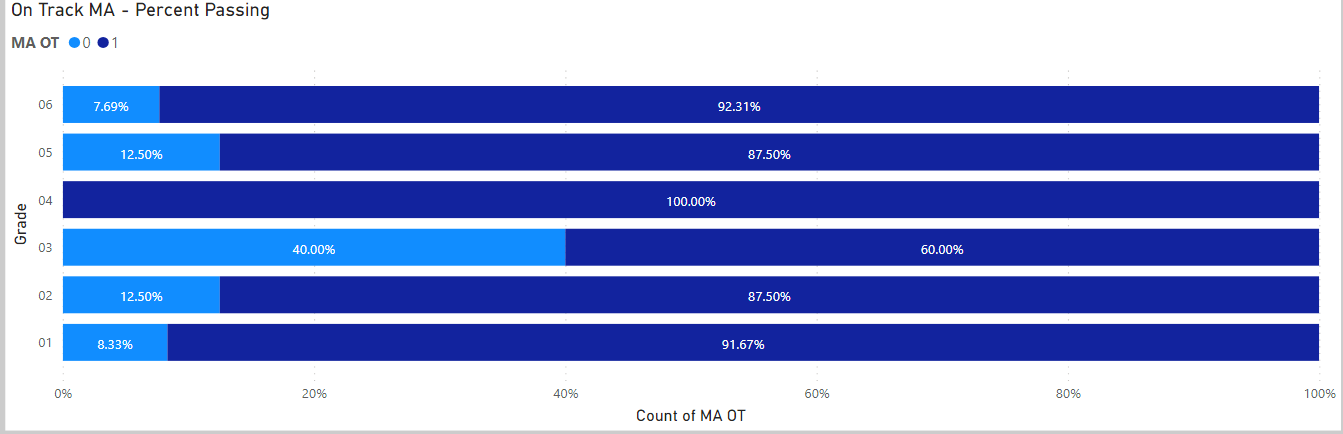 On Track MA - Percent Passing
MA OT 0 1
06 7.69% 92.31%
05 12.50% 87.50%
04 100.00%
03 40.00% 60.00%
02 12.50% 87.50%
01 8.33% 91.67%
Grade
0% 20% 40% 60% 80% 100%
Count of MA OT